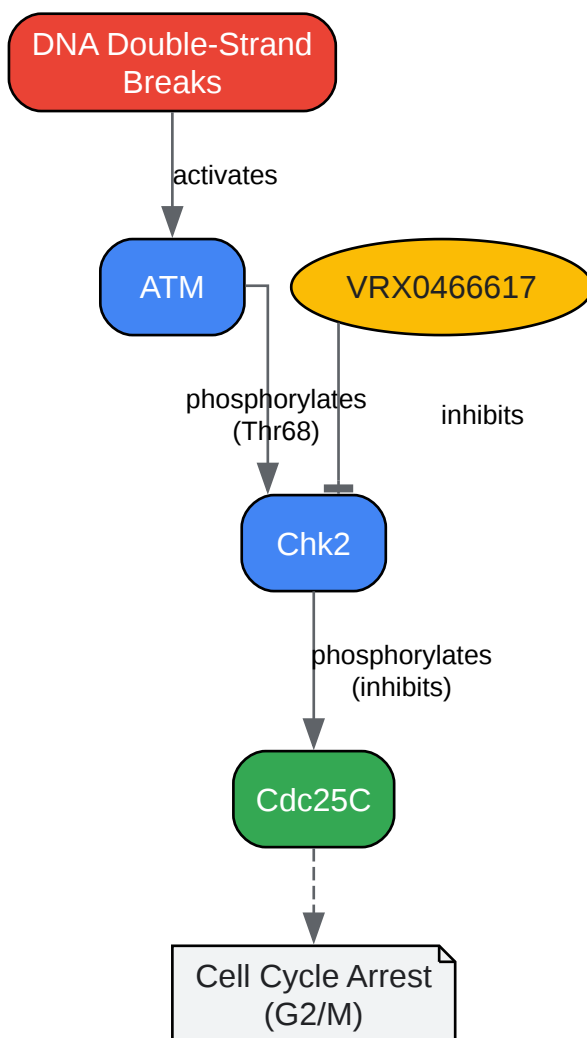 DNA Double-Strand
Breaks
activates
ATM
VRX0466617
phosphorylates
(Thr68)
inhibits
Chk2
phosphorylates
(inhibits)
Cdc25C
Cell Cycle Arrest
(G2/M)